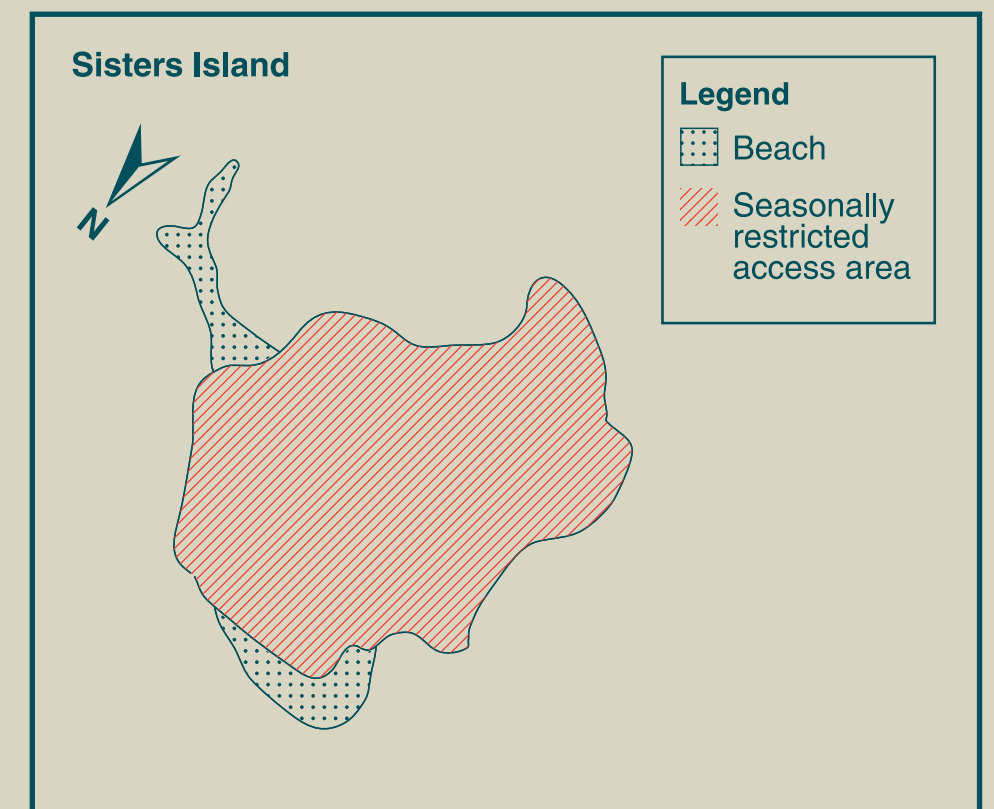 Sisters Island
Legend
Beach
Seasonally
restricted
access area
N